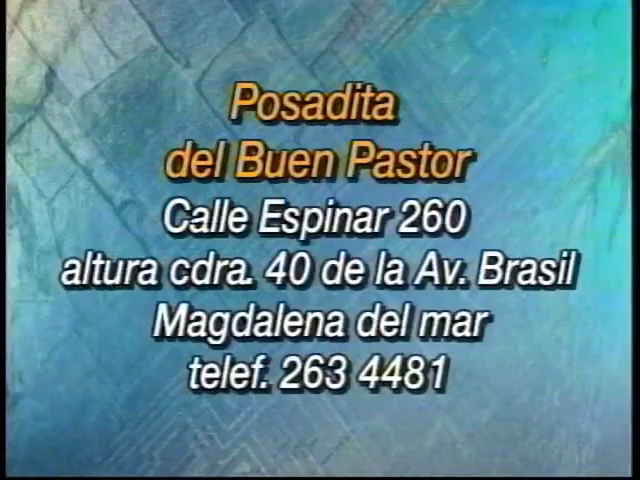 Posadita
del Buen Pastor
Calle Espinar 260
altura cdra. 40 de la Av. Brasil
Magdalena del mar
telef. 263 4481